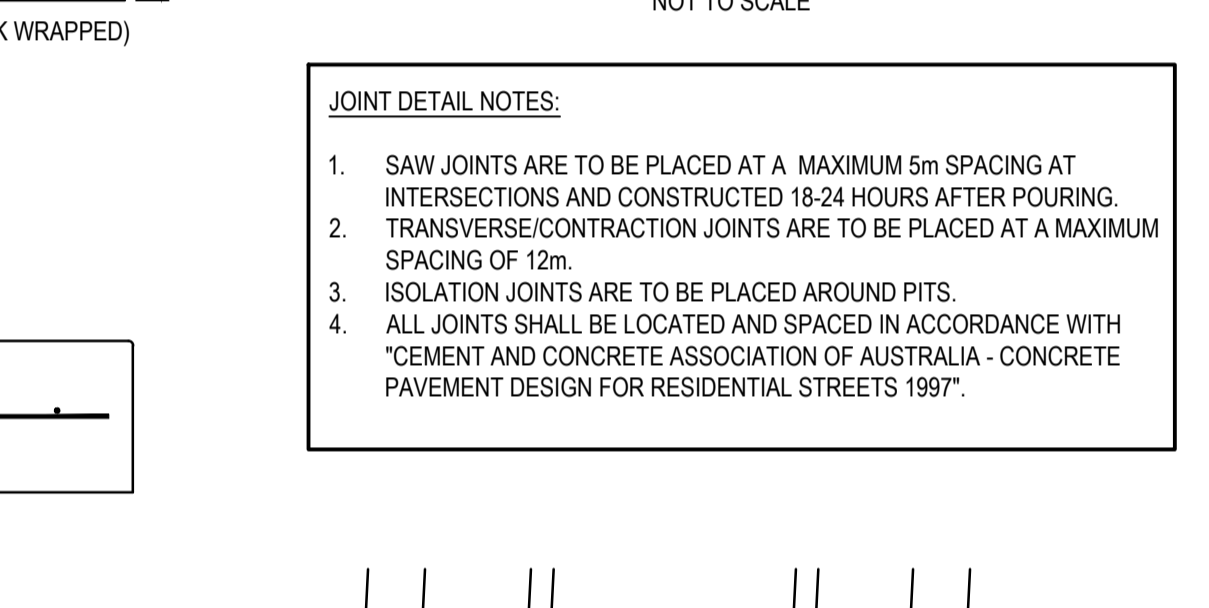 NOT TO SCALE
WRAPPED)
JOINT DETAIL NOTES:
1. SAW JOINTS ARE TO BE PLACED AT A MAXIMUM 5m SPACING AT
INTERSECTIONS AND CONSTRUCTED 18-24 HOURS AFTER POURING.
2. TRANSVERSE/CONTRACTION JOINTS ARE TO BE PLACED AT A MAXIMUM
SPACING OF 12m.
3. ISOLATION JOINTS ARE TO BE PLACED AROUND PITS.
4. ALL JOINTS SHALL BE LOCATED AND SPACED IN ACCORDANCE WITH
"CEMENT AND CONCRETE ASSOCIATION OF AUSTRALIA - CONCRETE
PAVEMENT DESIGN FOR RESIDENTIAL STREETS 1997".